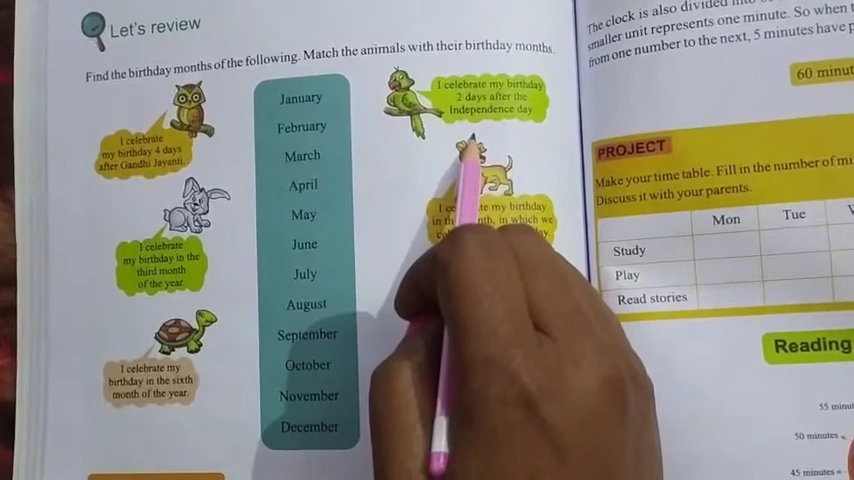 Let's review
Find the birthday months of the following. Match the animals with their birthday months.
I celebrate
my birthday 4 days
after Gandhi Jayanti.
I celebrate
my birthday in the
third month
of the year.
I celebrate my
birthday in the sixth
month of the year.
January
February
March
April
May
June
July
August
September
October
November
December
I celebrate my birthday
2 days after the
Independence day.
I my birthday
in in which we
The clock is also divided into
smaller unit represents one minute. So when
from one number to the next, 5 minutes have
60
PROJECT
Make your time table. Fill in the number of
Discuss it with your parents.
Mon Tue
Study
Play
Read stories
Reading
55
50 minutes
45 minutes